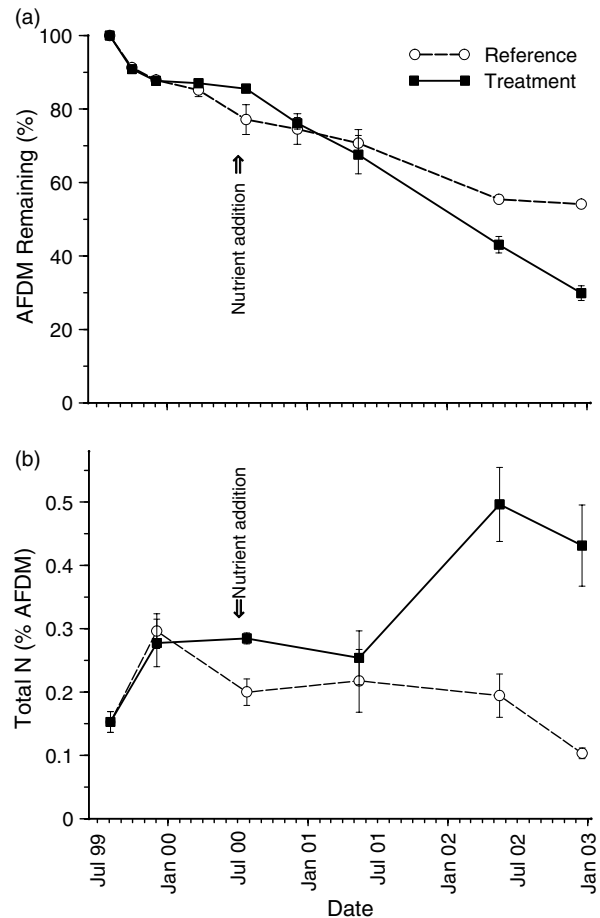 (a)
100
80
60
40
20
0
AFDM Remaining (%)
Reference
Treatment
Nutrient addition
(b)
0.5
0.4
0.3
0.2
0.1
0
Total N (% AFDM)
Nutrient addition
Jul 99
Jan 00
Jul 00
Jan 01
Jul 01
Jan 02
Jul 02
Jan 03
Date